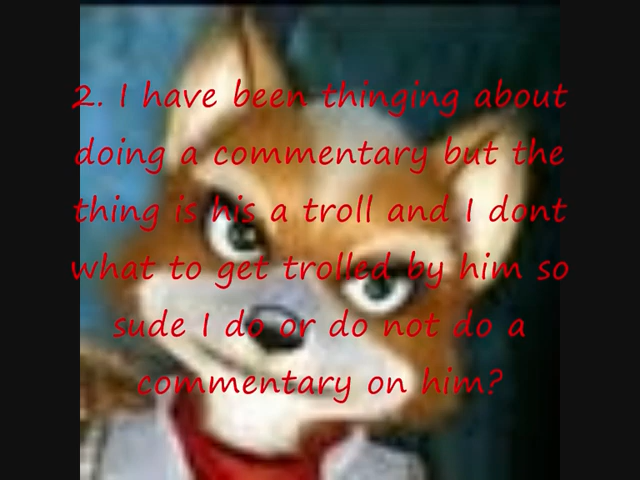 2. I have been thinging about
doing a commentary but the
thing is his a troll and I dont
what to get trolled by him so
sude I do or do not do a
commentary on him?